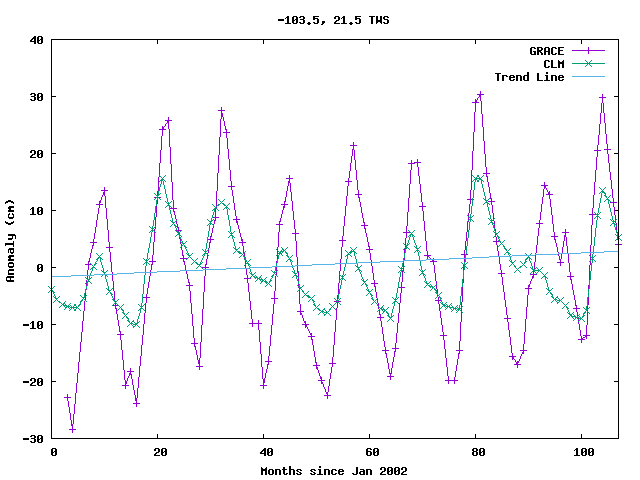 -103.5, 21.5 TWS
GRACE
CLM
Trend Line
40
30
20
10
0
-10
-20
-30
Anomaly (cm)
0 20 40 60 80 100
Months since Jan 2002